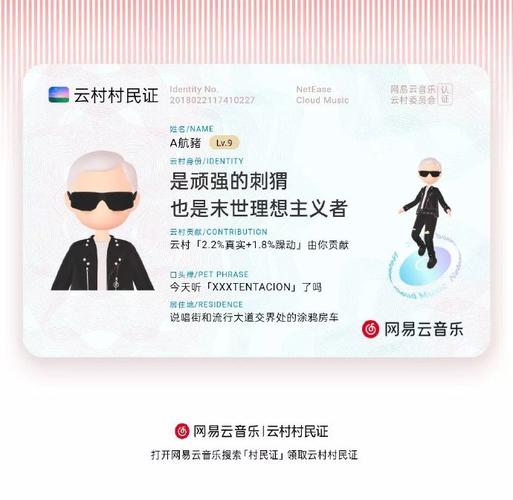 云村村民证
Identity No.
2018022117410227
NetEase
Cloud Music
网易云音乐
云村委员会
认证
姓名/NAME
A航豬 Lv.9
云村身份/IDENTITY
是顽强的刺猬
也是末世理想主义者
云村贡献/CONTRIBUTION
云村「2.2%真实+1.8%躁动」由你贡献
口头禅/PET PHRASE
今天听「XXXTENTACION」了吗
居住地/RESIDENCE
说唱街和流行大道交界处的涂鸦房车
网易云音乐
网易云音乐|云村村民证
打开网易云音乐搜索「村民证」领取云村村民证